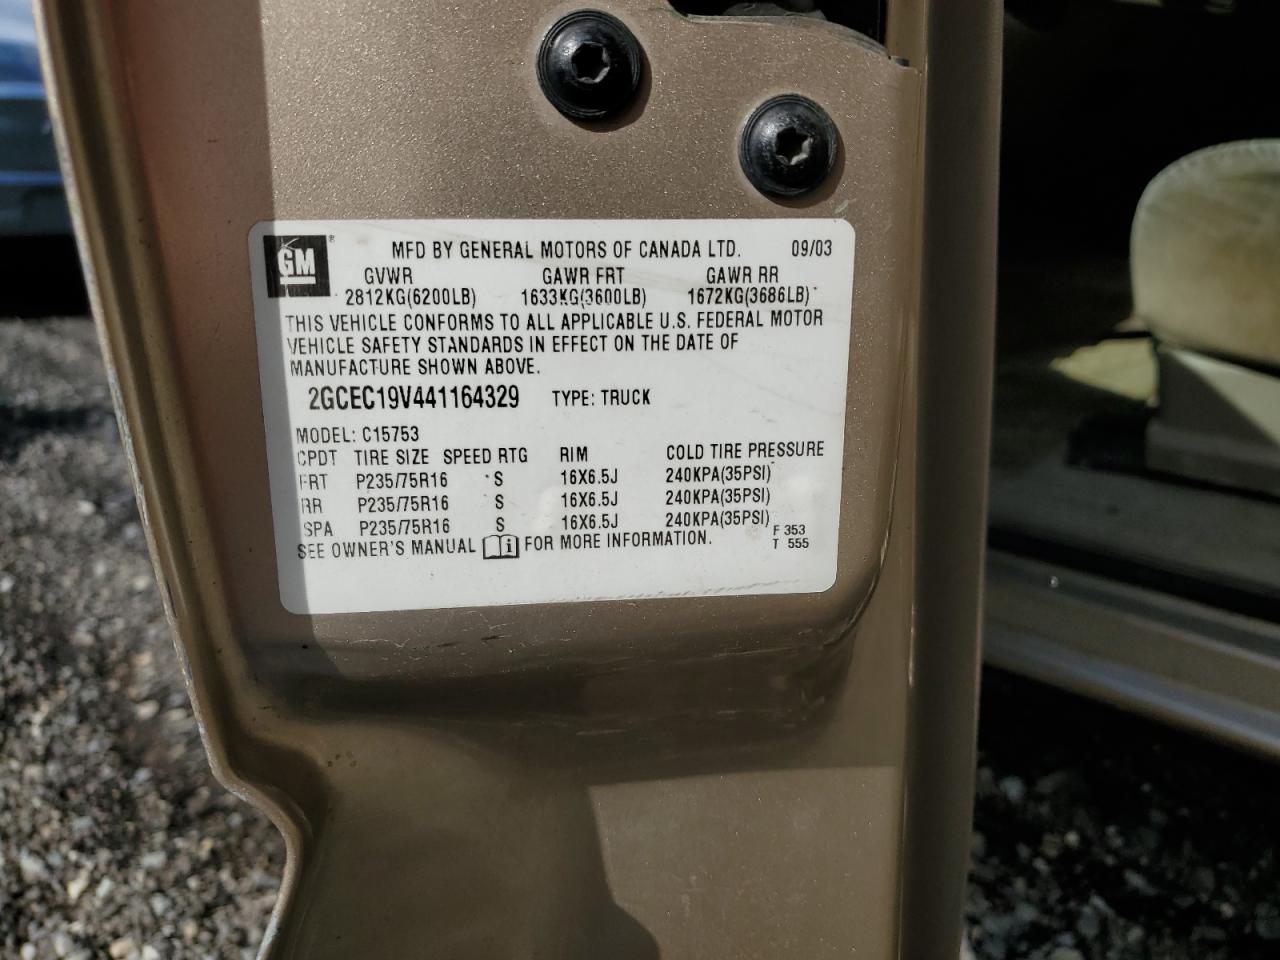 GM ® MFD BY GENERAL MOTORS OF CANADA LTD. 09/03
GVWR GAWR FRT GAWR RR
2812KG(6200LB) 1633KG(3600LB) 1672KG(3686LB)
THIS VEHICLE CONFORMS TO ALL APPLICABLE U.S. FEDERAL MOTOR
VEHICLE SAFETY STANDARDS IN EFFECT ON THE DATE OF
MANUFACTURE SHOWN ABOVE.
2GCEC19V441164329 TYPE: TRUCK
MODEL: C15753
CPDT TIRE SIZE SPEED RTG RIM COLD TIRE PRESSURE
FRT P235/75R16 S 16X6.5J 240KPA(35PSI)
RR P235/75R16 S 16X6.5J 240KPA(35PSI)
SPA P235/75R16 S 16X6.5J 240KPA(35PSI)
SEE OWNER'S MANUAL i FOR MORE INFORMATION.
F 353
T 555